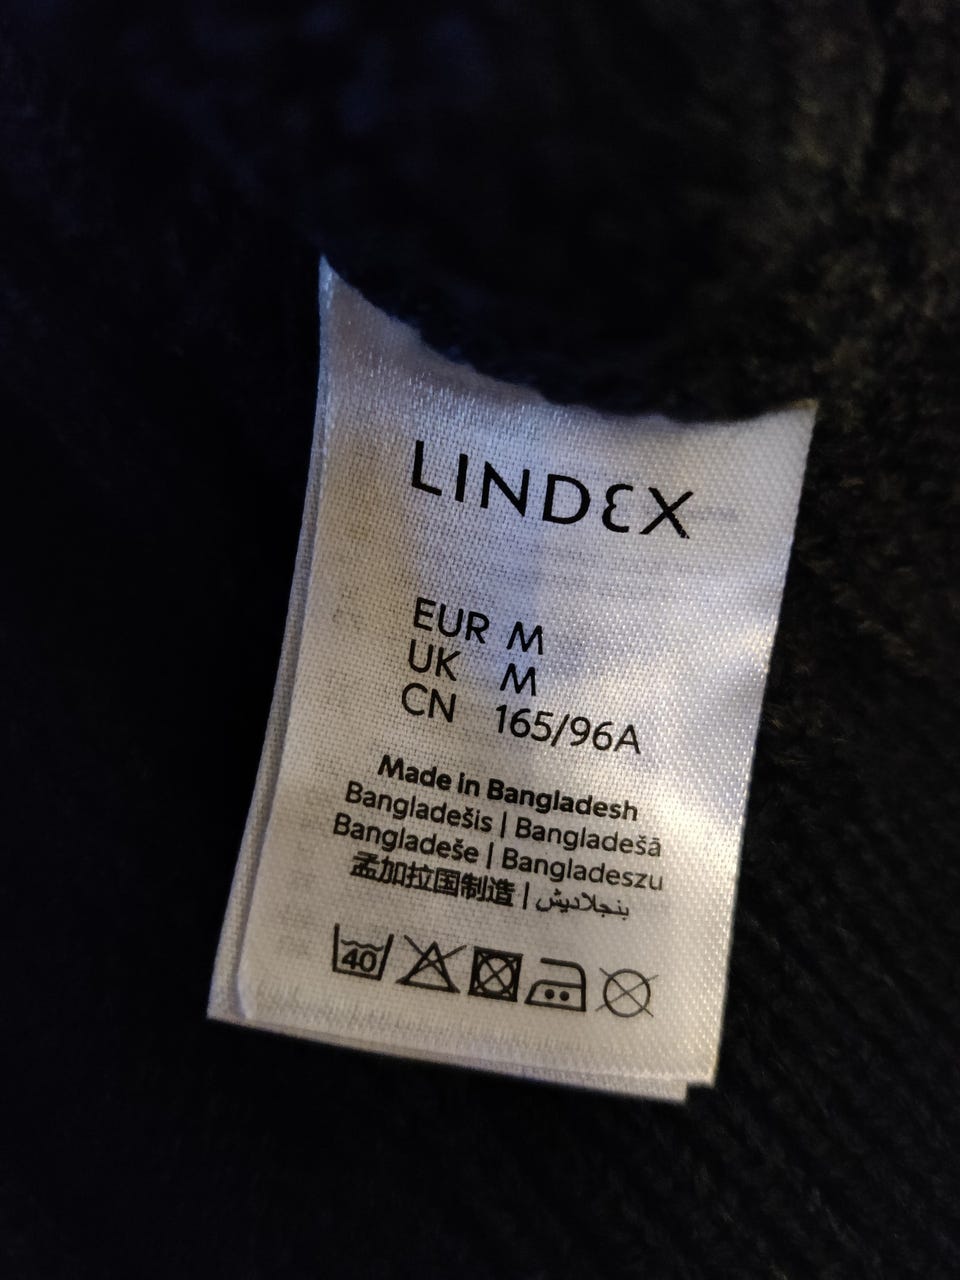 LINDEX
EUR M
UK M
CN 165/96A
Made in Bangladesh
Bangladešis | Bangladešā
Bangladeše | Bangladeszu
孟加拉国制造 | بنجلاديش
40